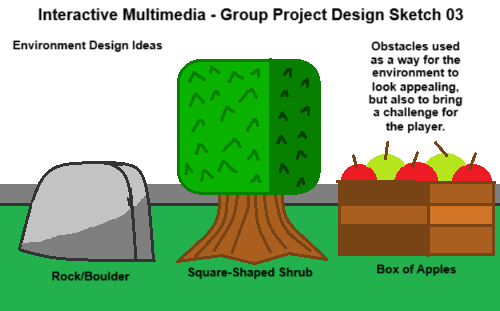 Interactive Multimedia - Group Project Design Sketch 03
Environment Design Ideas
Obstacles used
as a way for the
environment to
look appealing,
but also to bring
a challenge for
the player.
Rock/Boulder
Square-Shaped Shrub
Box of Apples